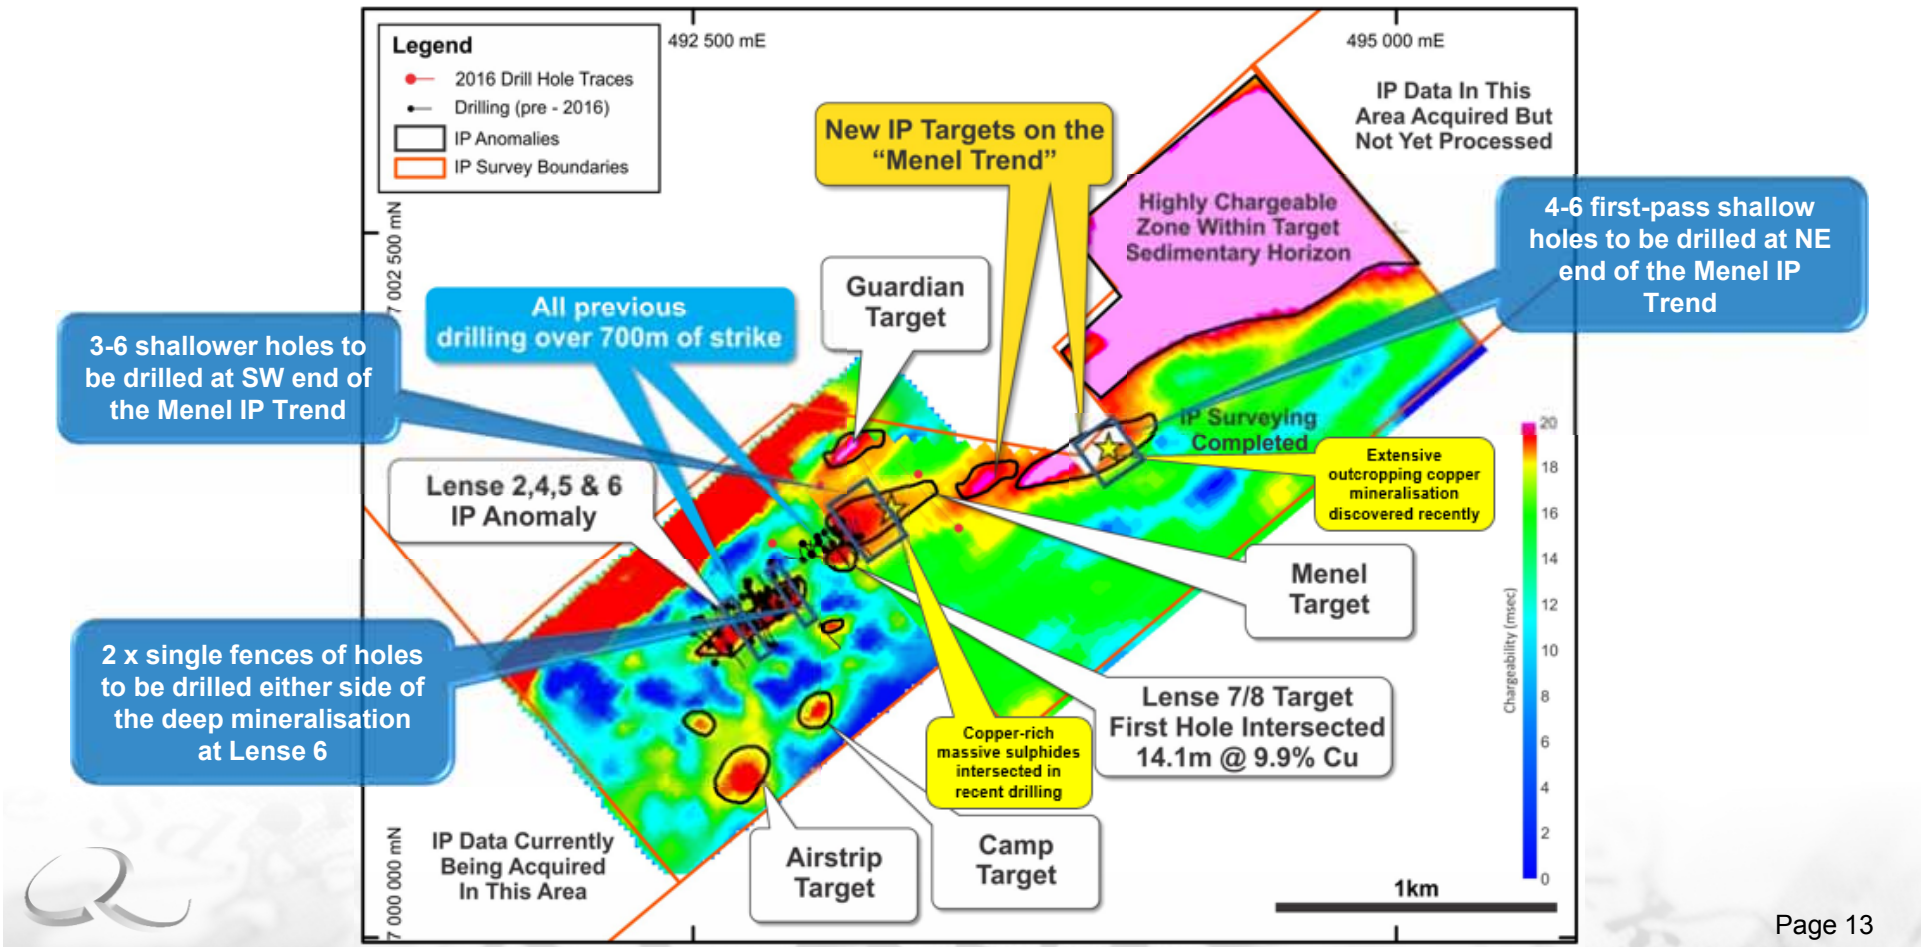 Legend
2016 Drill Hole Traces
Drilling (pre - 2016)
IP Anomalies
IP Survey Boundaries
492 500 mE
495 000 mE
7 002 500 mN
7 000 000 mN
IP Data In This
Area Acquired But
Not Yet Processed
New IP Targets on the
“Menel Trend”
Highly Chargeable
Zone Within Target
Sedimentary Horizon
4-6 first-pass shallow
holes to be drilled at NE
end of the Menel IP
Trend
Guardian
Target
All previous
drilling over 700m of strike
3-6 shallower holes to
be drilled at SW end of
the Menel IP Trend
IP Surveying
Completed
Extensive
outcropping copper
mineralisation
discovered recently
Lense 2,4,5 & 6
IP Anomaly
Menel
Target
2 x single fences of holes
to be drilled either side of
the deep mineralisation
at Lense 6
Lense 7/8 Target
First Hole Intersected
14.1m @ 9.9% Cu
Copper-rich
massive sulphides
intersected in
recent drilling
IP Data Currently
Being Acquired
In This Area
Airstrip
Target
Camp
Target
Chargeability (msec)
20
18
16
14
12
10
8
6
4
2
0
1km
Page 13